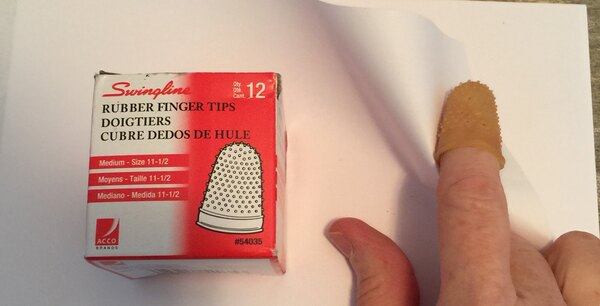 Swingline
Qty.
Qté
Cant.
12
RUBBER FINGER TIPS
DOIGTIERS
CUBRE DEDOS DE HULE
Medium - Size 11-1/2
Moyens - Taille 11-1/2
Mediano - Medida 11-1/2
ACCO
BRANDS
#54035